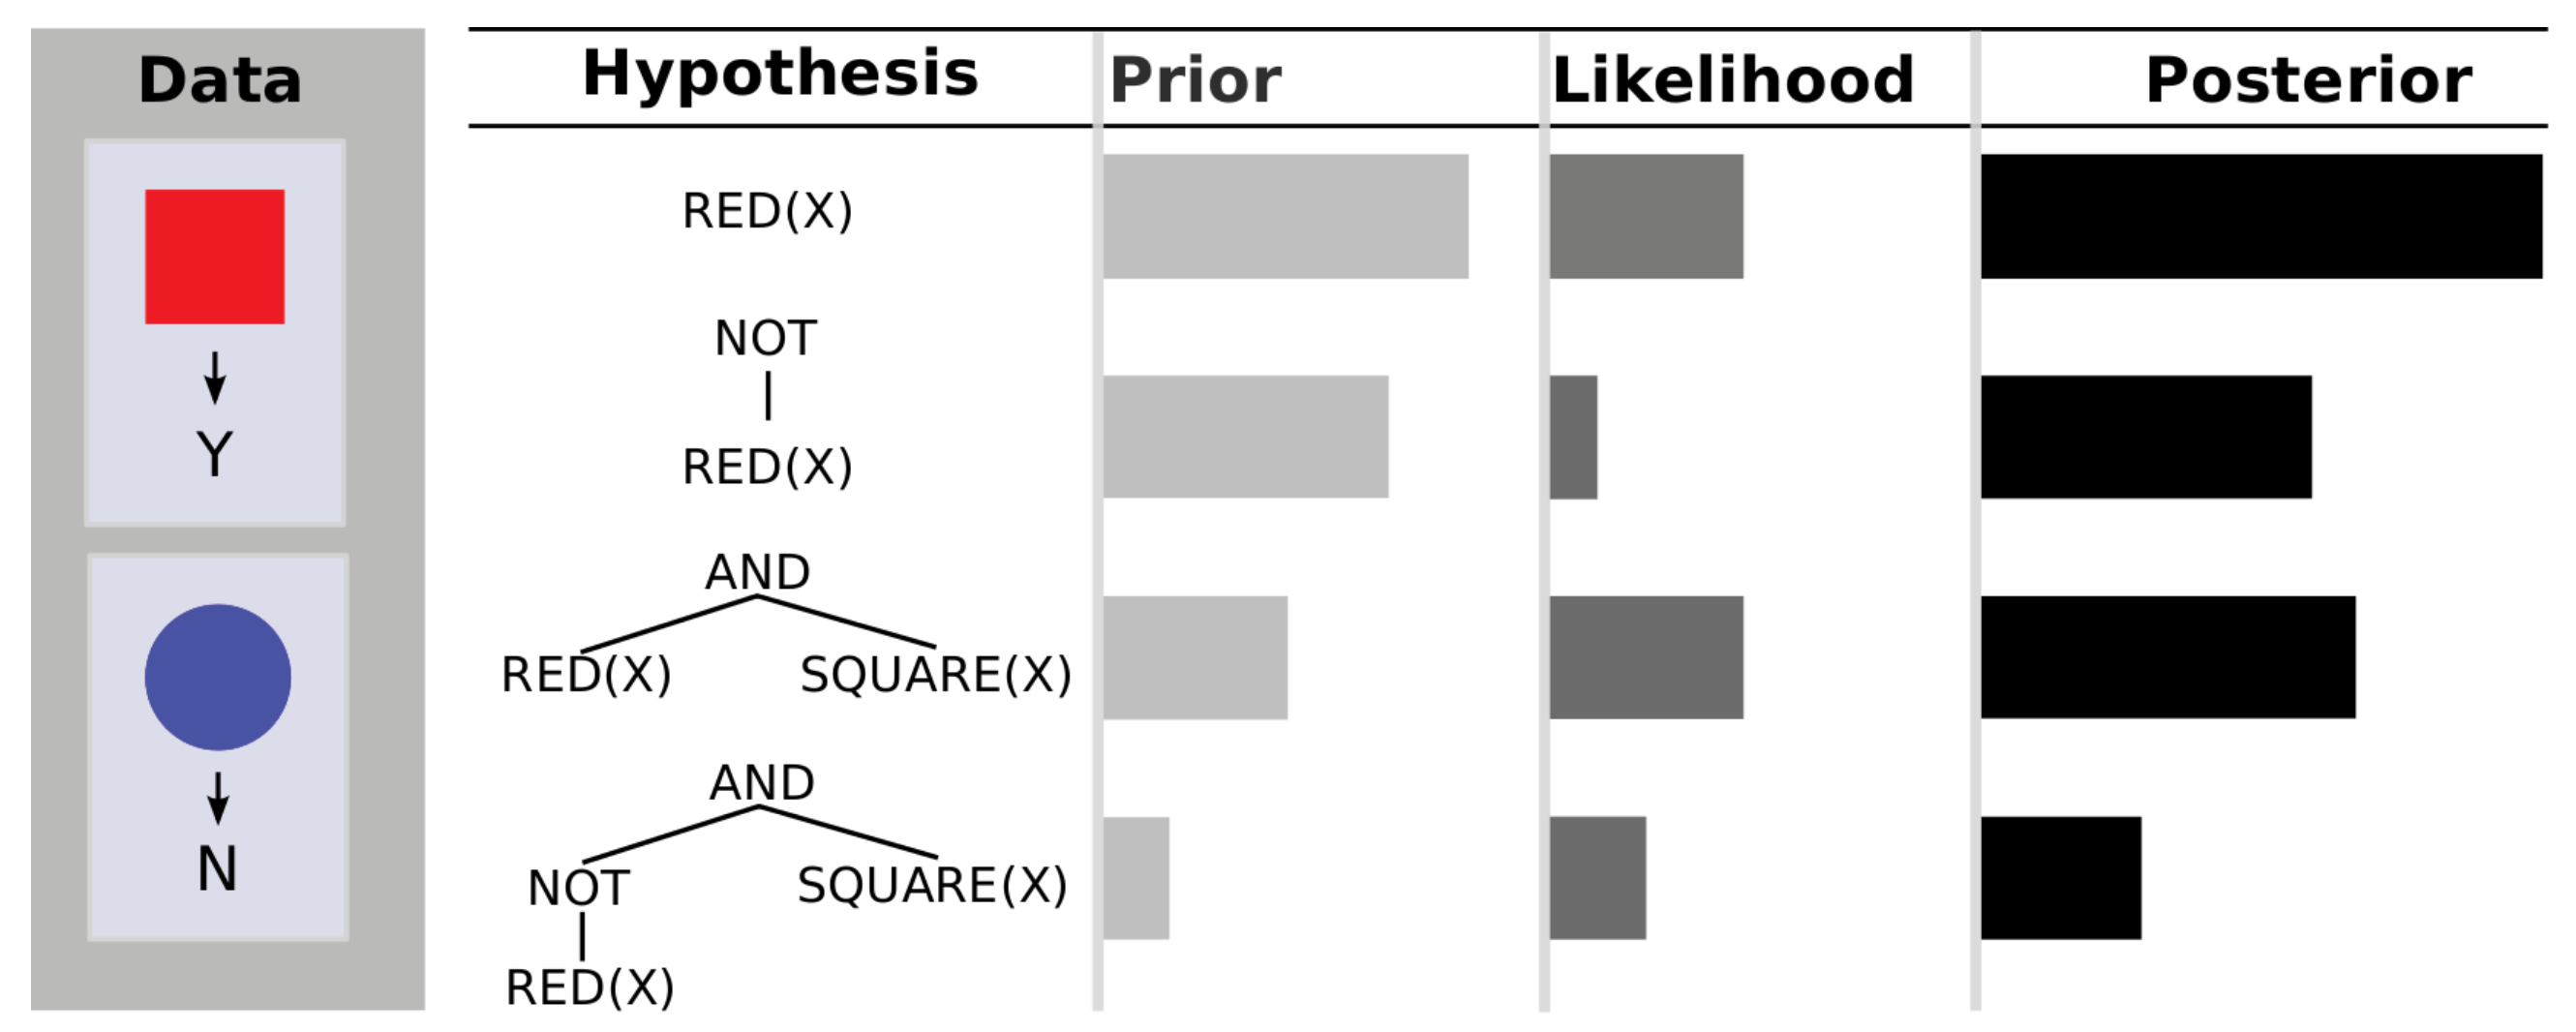 Data
Y
N
Hypothesis Prior Likelihood Posterior
RED(X)
NOT
RED(X)
AND
RED(X) SQUARE(X)
AND
NOT SQUARE(X)
RED(X)